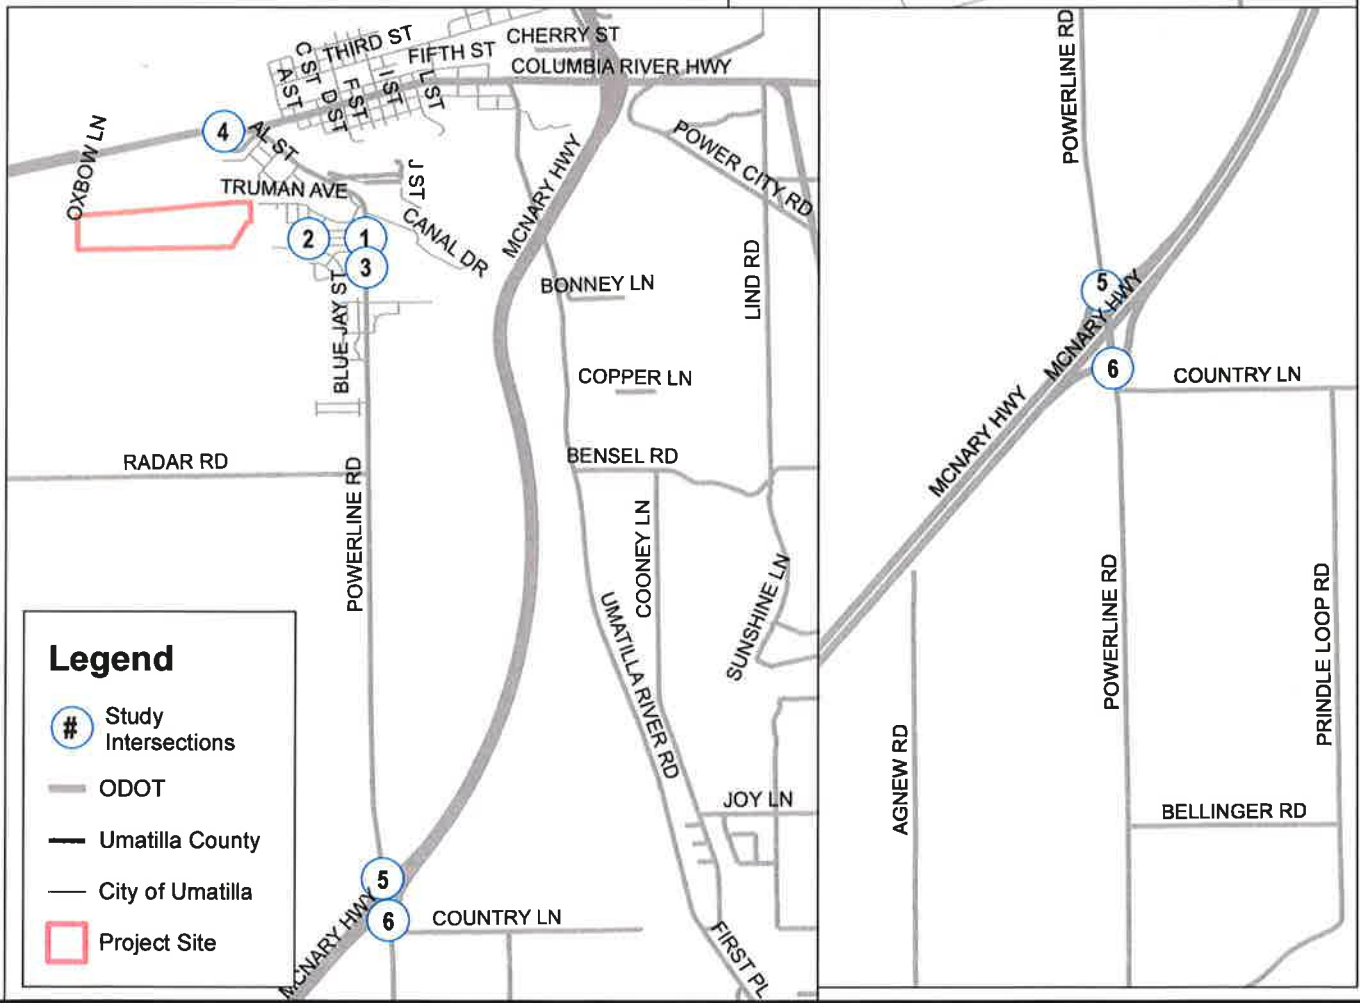 THIRD ST
CHERRY ST
FIFTH ST
COLUMBIA RIVER HWY
C ST
A ST
D ST
F ST
I ST
L ST
4
AL ST
OXBOW LN
TRUMAN AVE
J ST
CANAL DR
2
1
3
BLUE JAY ST
MCNARY HWY
POWER CITY RD
LIND RD
BONNEY LN
COPPER LN
BENSEL RD
RADAR RD
POWERLINE RD
COONEY LN
UMATILLA RIVER RD
SUNSHINE LN
JOY LN
5
6
MCNARY HWY
COUNTRY LN
FIRST PL
Legend
# Study
Intersections
ODOT
Umatilla County
City of Umatilla
Project Site
POWERLINE RD
5
MCNARY HWY
6
COUNTRY LN
MCNARY HWY
POWERLINE RD
PRINDLE LOOP RD
AGNEW RD
BELLINGER RD